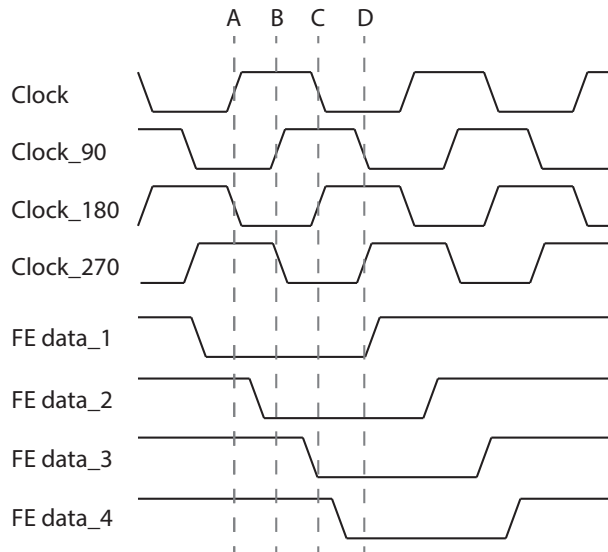 A B C D
Clock
Clock_90
Clock_180
Clock_270
FE data_1
FE data_2
FE data_3
FE data_4